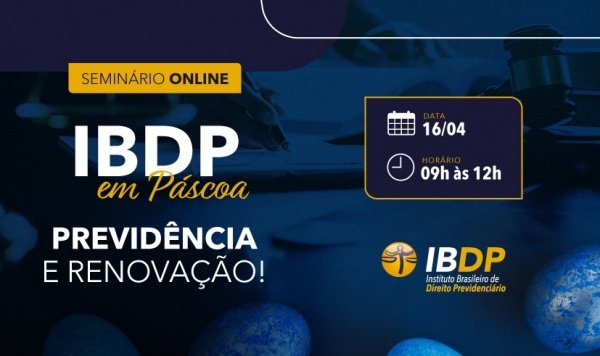 SEMINÁRIO ONLINE
IBDP
em Páscoa
PREVIDÊNCIA
E RENOVAÇÃO!
DATA
16/04
HORÁRIO
09h às 12h
IBDP
Instituto Brasileiro de
Direito Previdenciário